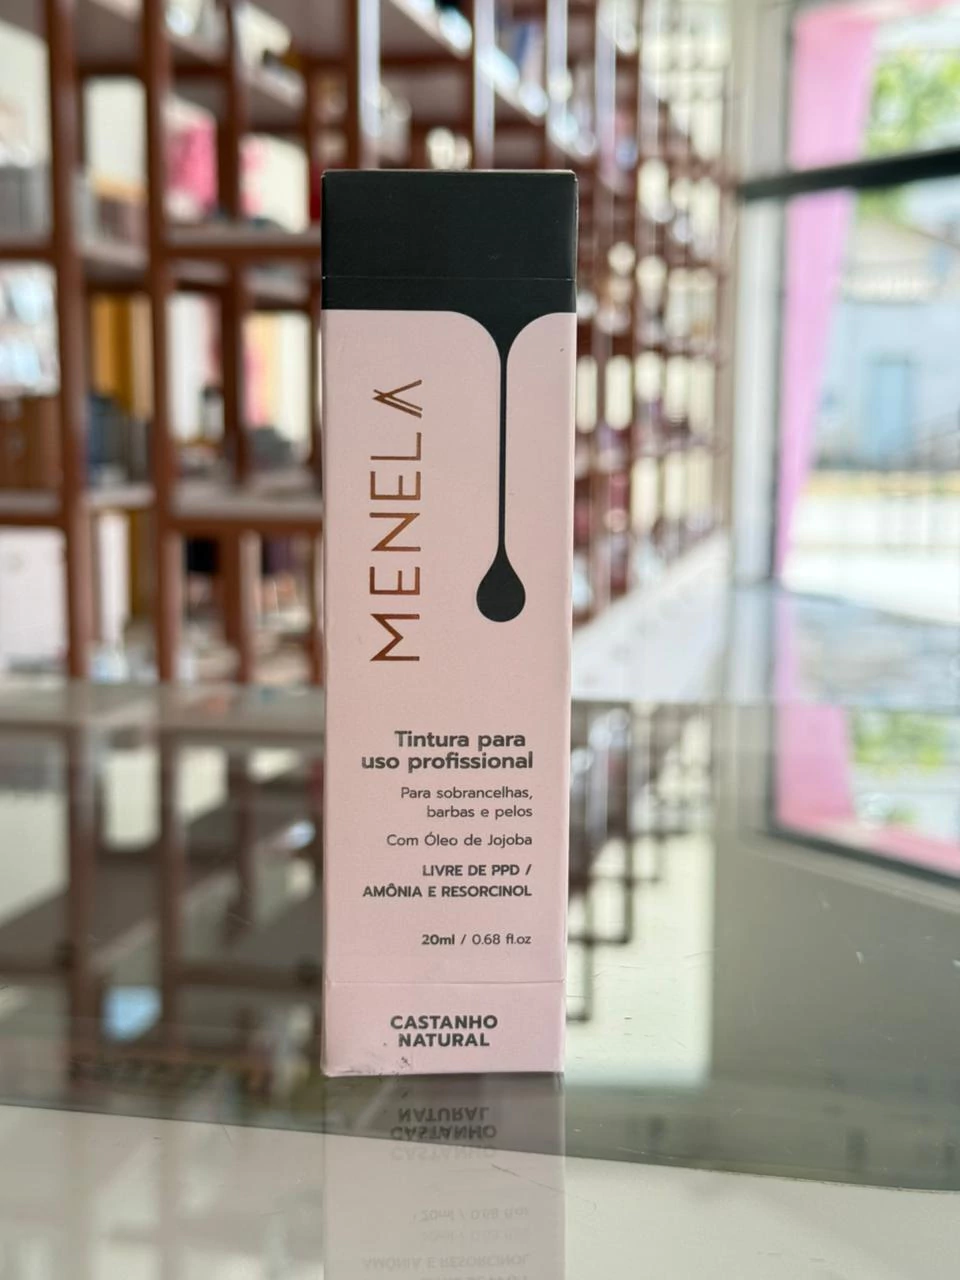 MENELA
Tintura para
uso profissional
Para sobrancelhas,
barbas e pelos
Com Óleo de Jojoba
LIVRE DE PPD /
AMÔNIA E RESORCINOL
20ml / 0.68 fl.oz
CASTANHO
NATURAL